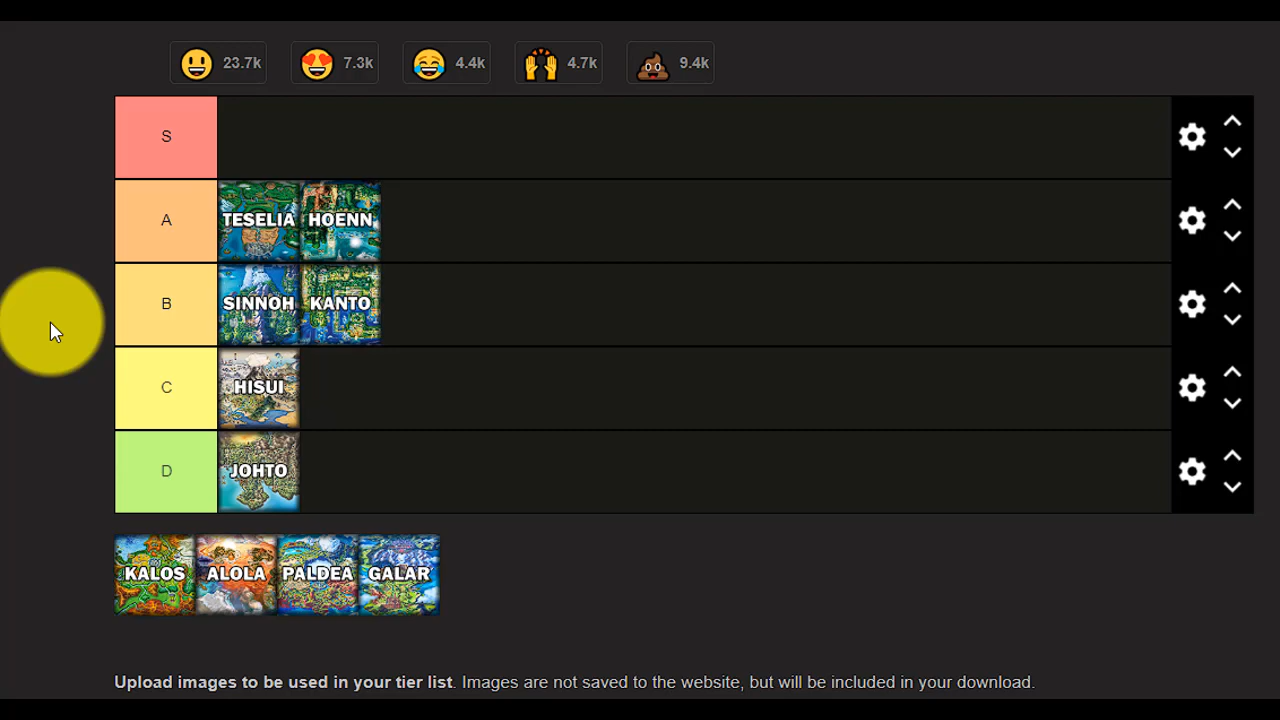 23.7k 7.3k 4.4k 4.7k 9.4k
S
A TESELIA HOENN
B SINNOH KANTO
C HISUI
D JOHTO
KALOS ALOLA PALDEA GALAR
Upload images to be used in your tier list. Images are not saved to the website, but will be included in your download.